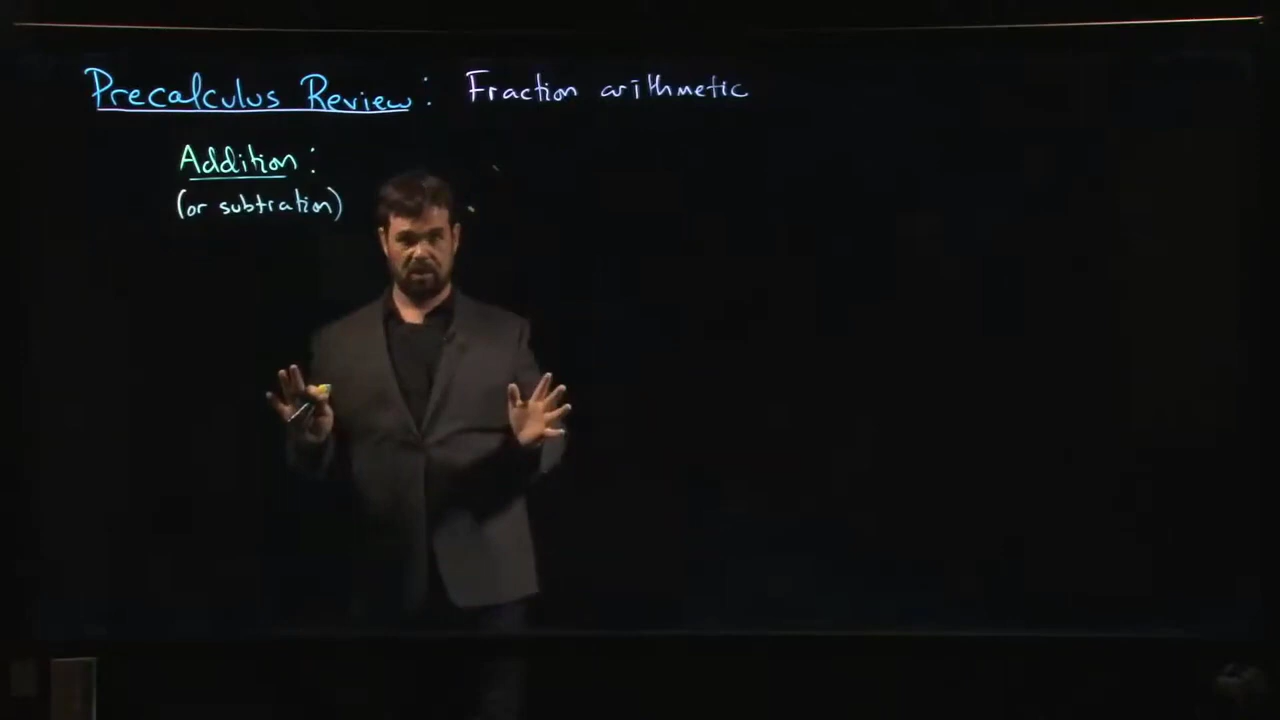 Precalculus Review: Fraction arithmetic
Addition:
(or subtration)